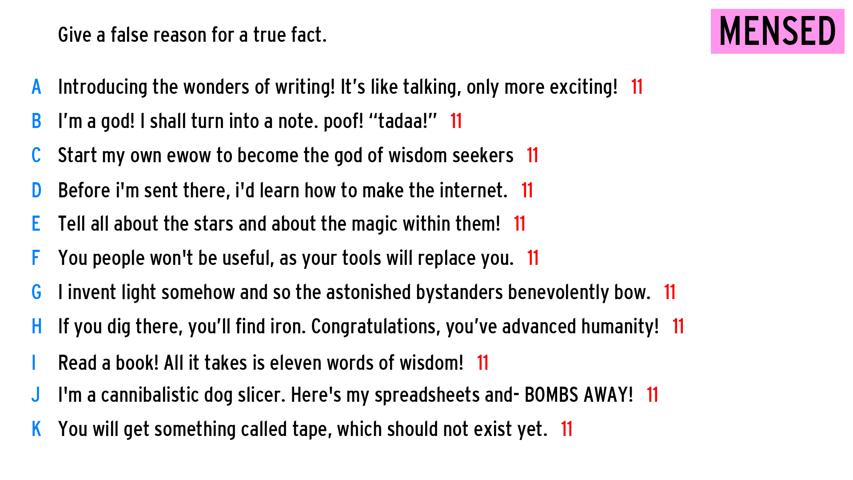 Give a false reason for a true fact.
MENSED
A Introducing the wonders of writing! It's like talking, only more exciting! 11
B I'm a god! I shall turn into a note. poof! “tadaa!” 11
C Start my own ewow to become the god of wisdom seekers 11
D Before i'm sent there, i'd learn how to make the internet. 11
E Tell all about the stars and about the magic within them! 11
F You people won't be useful, as your tools will replace you. 11
G I invent light somehow and so the astonished bystanders benevolently bow. 11
H If you dig there, you'll find iron. Congratulations, you've advanced humanity! 11
I Read a book! All it takes is eleven words of wisdom! 11
J I'm a cannibalistic dog slicer. Here's my spreadsheets and- BOMBS AWAY! 11
K You will get something called tape, which should not exist yet. 11